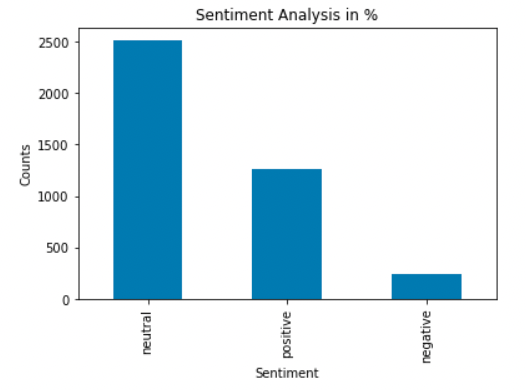 Sentiment Analysis in %
2500
2000
1500
1000
500
0
Counts
neutral
positive
negative
Sentiment